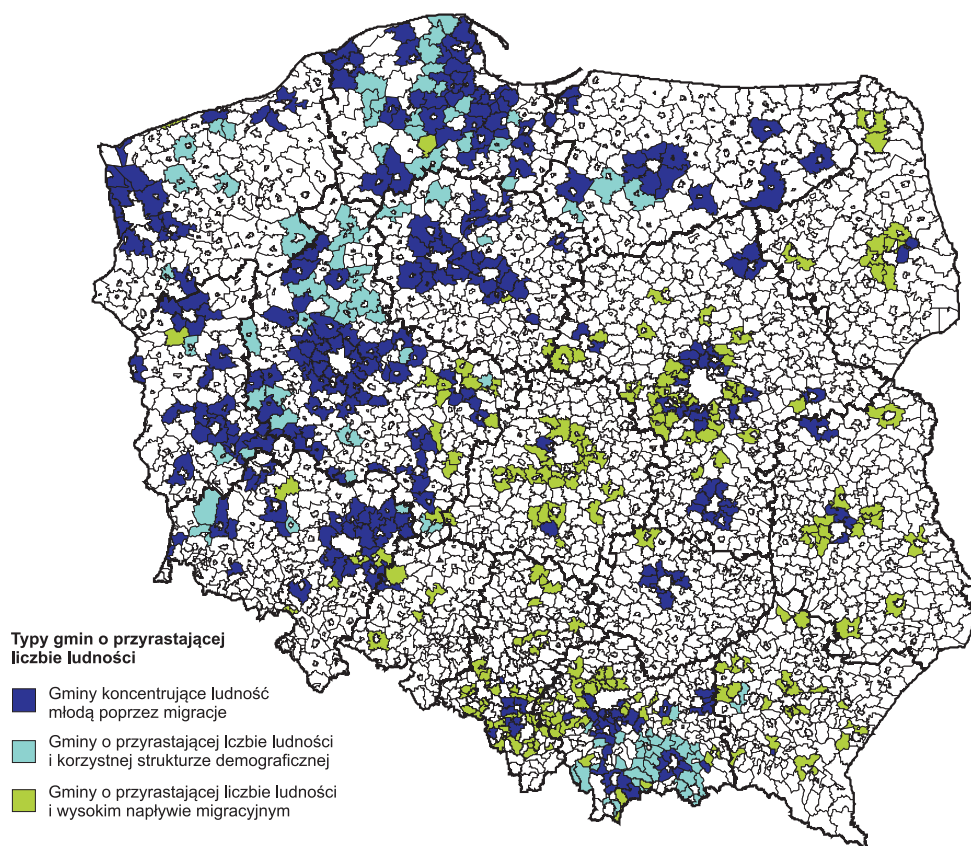 Typy gmin o przyrastającej
liczbie ludności
Gminy koncentrujące ludność
młodą poprzez migracje
Gminy o przyrastającej lczbie ludności
i korzystnej strukturze demograficznej
Gminy o przyrastającej liczbie ludności
i wysokim napływie migracyjnym